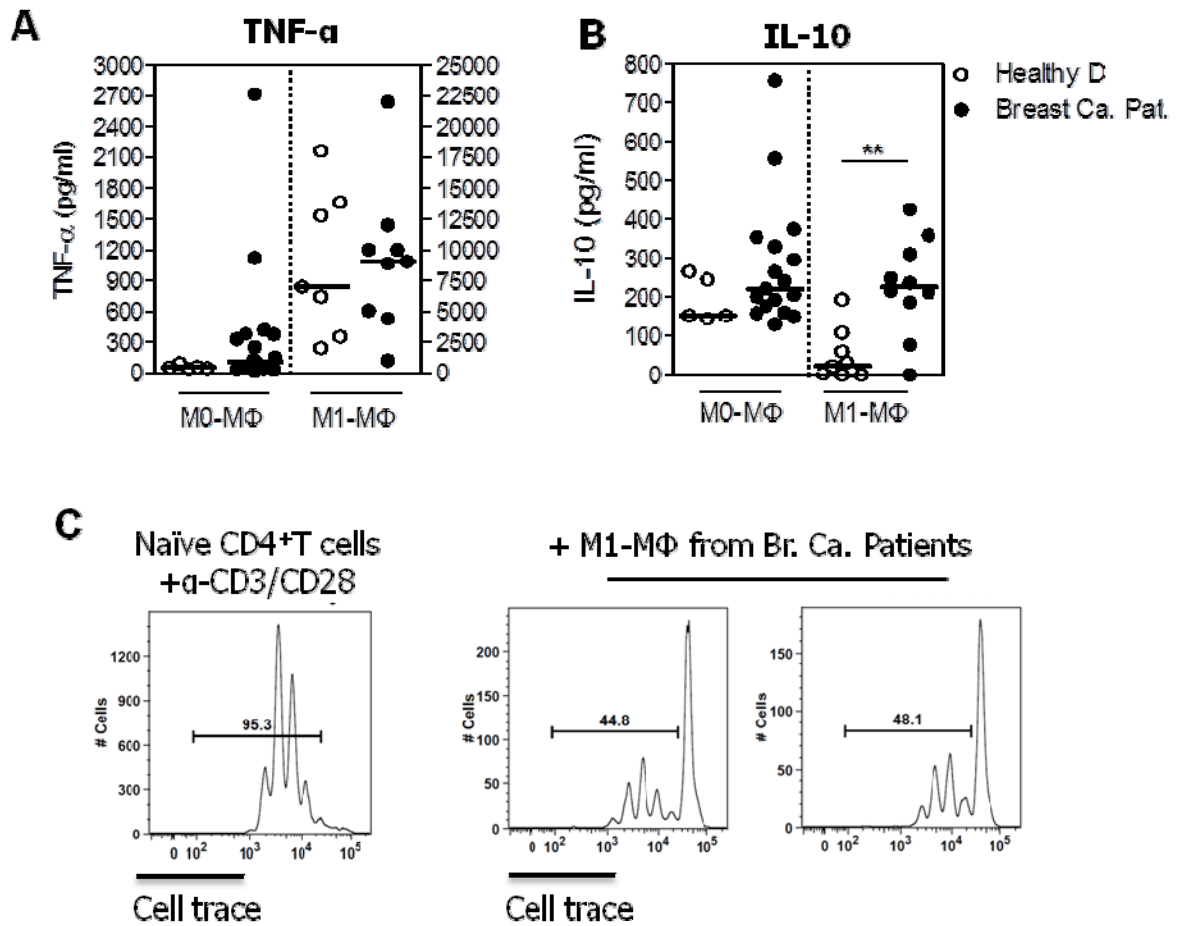 A
TNF-α
B
IL-10
3000
2700
2400
2100
1800
1500
1200
900
600
300
0
25000
22500
20000
17500
15000
12500
10000
7500
5000
2500
0
TNF-α (pg/ml)
M0-MΦ
M1-MΦ
800
700
600
500
400
300
200
100
0
IL-10 (pg/ml)
**
M0-MΦ
M1-MΦ
Healthy D
Breast Ca. Pat.
C
Naïve CD4⁺T cells
+α-CD3/CD28
+ M1-MΦ from Br. Ca. Patients
1200
900
600
300
0
# Cells
95.3
0 10² 10³ 10⁴ 10⁵
Cell trace
200
150
100
50
0
# Cells
44.8
0 10² 10³ 10⁴ 10⁵
Cell trace
150
100
50
0
# Cells
48.1
0 10² 10³ 10⁴ 10⁵